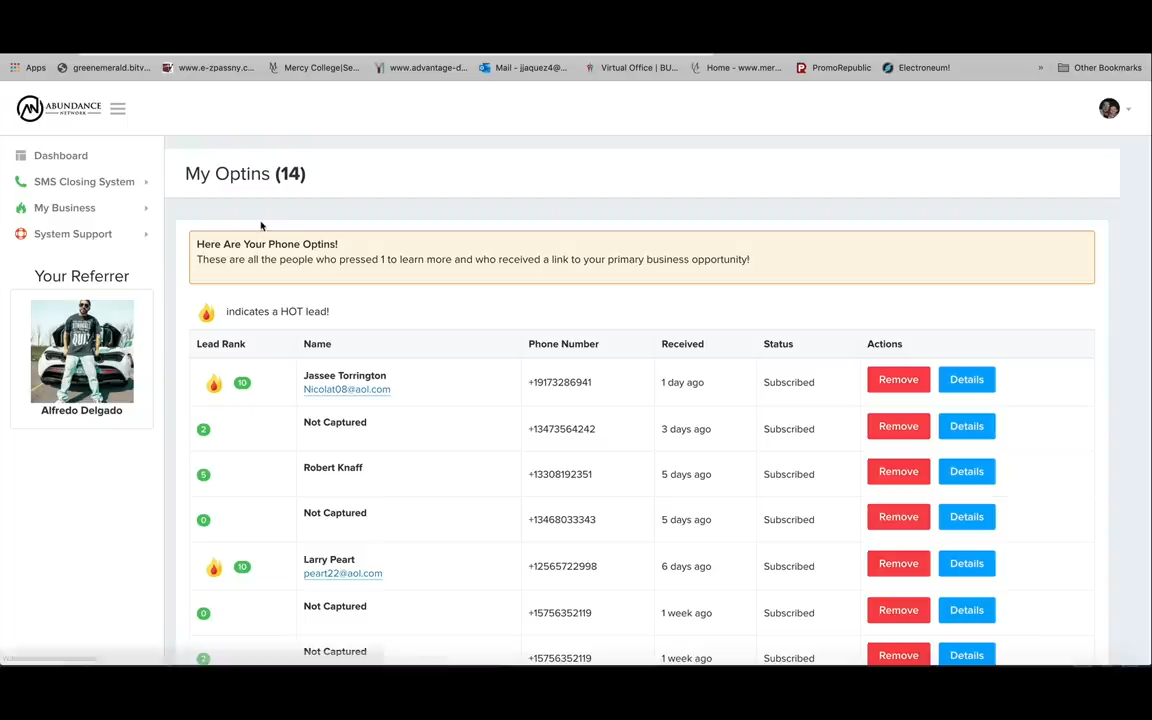 Apps greenemerald.bitv... www.e-zpassny.c... Mercy College|Se... www.advantage-d... Mail - jjaquez4@... Virtual Office | BU... Home - www.mer... PromoRepublic Electroneum! » Other Bookmarks
ABUNDANCE
NETWORK
Dashboard
SMS Closing System
My Business
System Support
Your Referrer
Alfredo Delgado
My Optins (14)
Here Are Your Phone Optins!
These are all the people who pressed 1 to learn more and who received a link to your primary business opportunity!
indicates a HOT lead!
Lead Rank Name Phone Number Received Status Actions
10 Jassee Torrington +19173286941 1 day ago Subscribed Remove Details
Nicolat08@aol.com
2 Not Captured +13473564242 3 days ago Subscribed Remove Details
5 Robert Knaff +13308192351 5 days ago Subscribed Remove Details
0 Not Captured +13468033343 5 days ago Subscribed Remove Details
10 Larry Peart +12565722998 6 days ago Subscribed Remove Details
peart22@aol.com
0 Not Captured +15756352119 1 week ago Subscribed Remove Details
2 Not Captured +15756352119 1 week ago Subscribed Remove Details